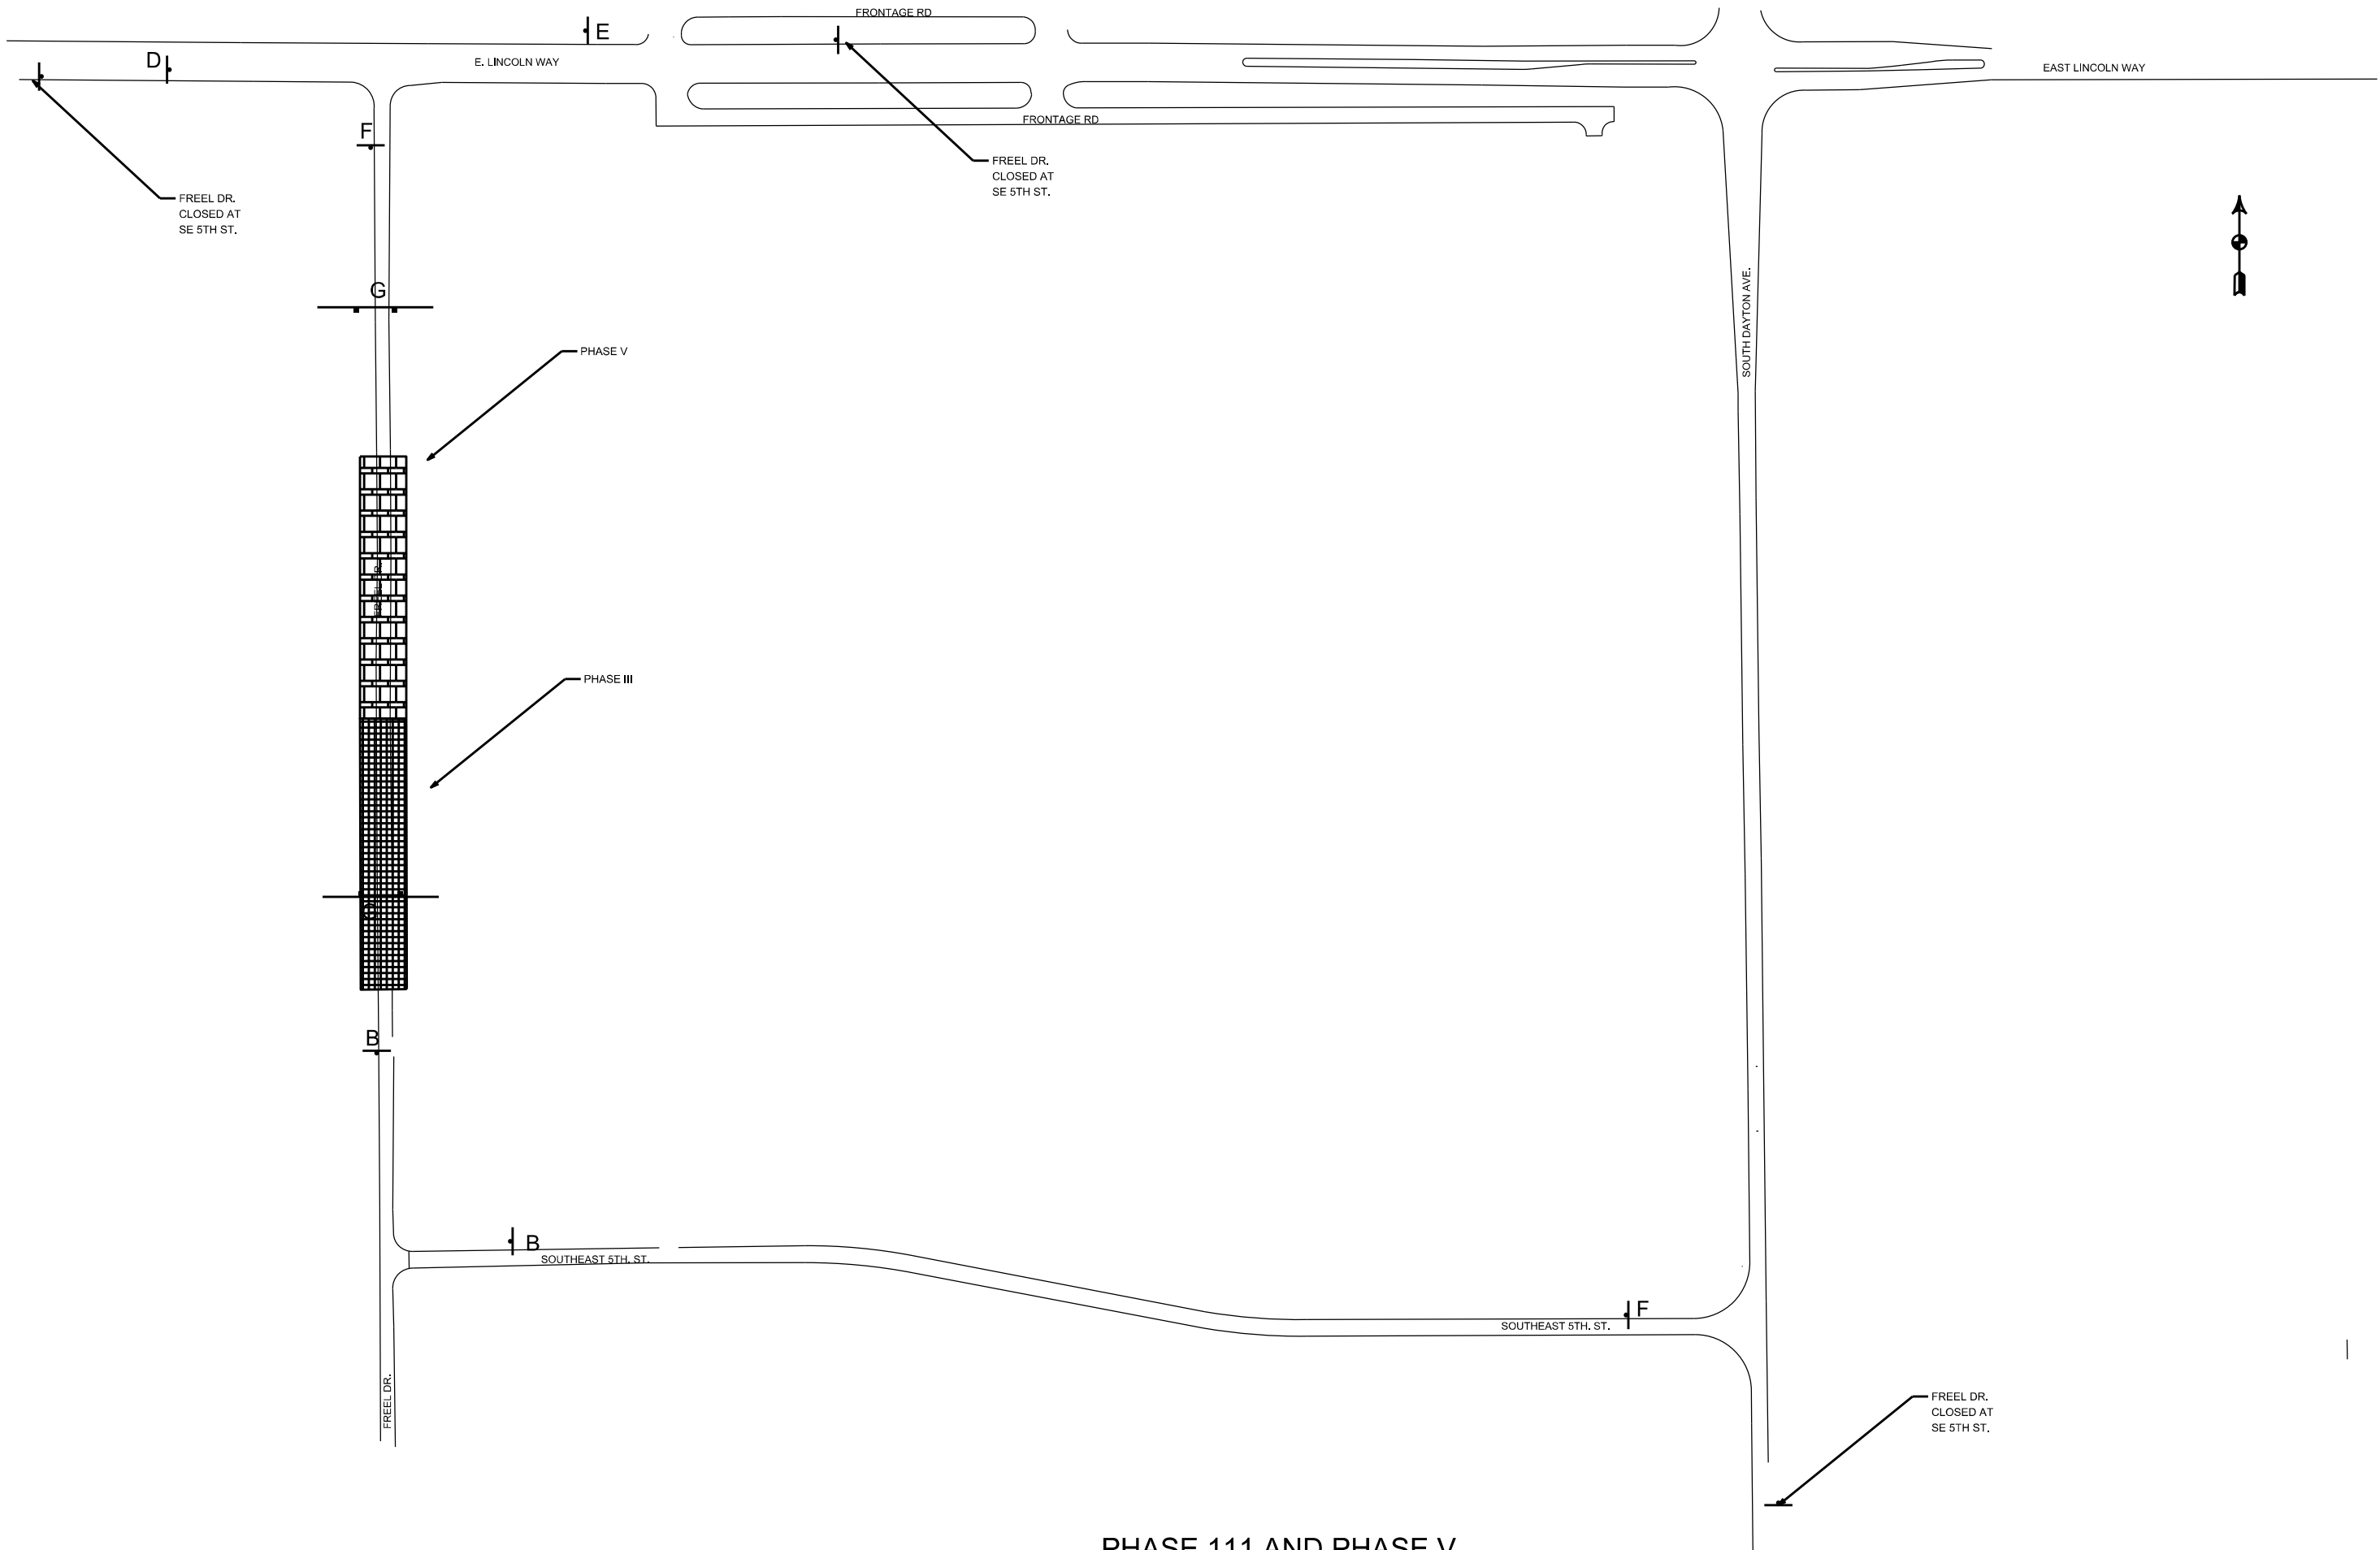 FRONTAGE RD
E
D
E. LINCOLN WAY
EAST LINCOLN WAY
FRONTAGE RD
F
FREEL DR.
CLOSED AT
SE 5TH ST.
FREEL DR.
CLOSED AT
SE 5TH ST.
G
SOUTH DAYTON AVE.
PHASE V
FREEL DR.
PHASE III
B
B
SOUTHEAST 5TH. ST.
F
SOUTHEAST 5TH. ST.
FREEL DR.
FREEL DR.
CLOSED AT
SE 5TH ST.
PHASE 111 AND PHASE V